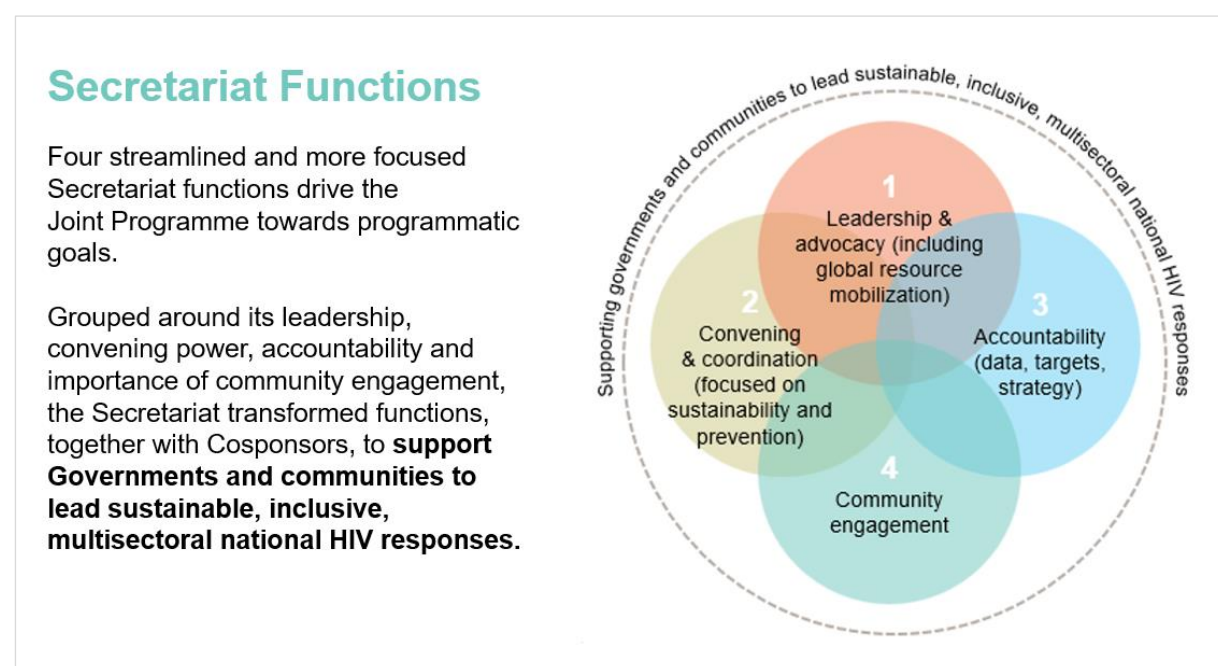 Secretariat Functions
Four streamlined and more focused
Secretariat functions drive the
Joint Programme towards programmatic
goals.
Grouped around its leadership,
convening power, accountability and
importance of community engagement,
the Secretariat transformed functions,
together with Cosponsors, to support
Governments and communities to
lead sustainable, inclusive,
multisectoral national HIV responses.
Supporting governments and communities to lead sustainable, inclusive, multisectoral national HIV responses
1
Leadership &
advocacy (including
global resource
mobilization)
2
Convening
& coordination
(focused on
sustainability and
prevention)
3
Accountability
(data, targets,
strategy)
4
Community
engagement